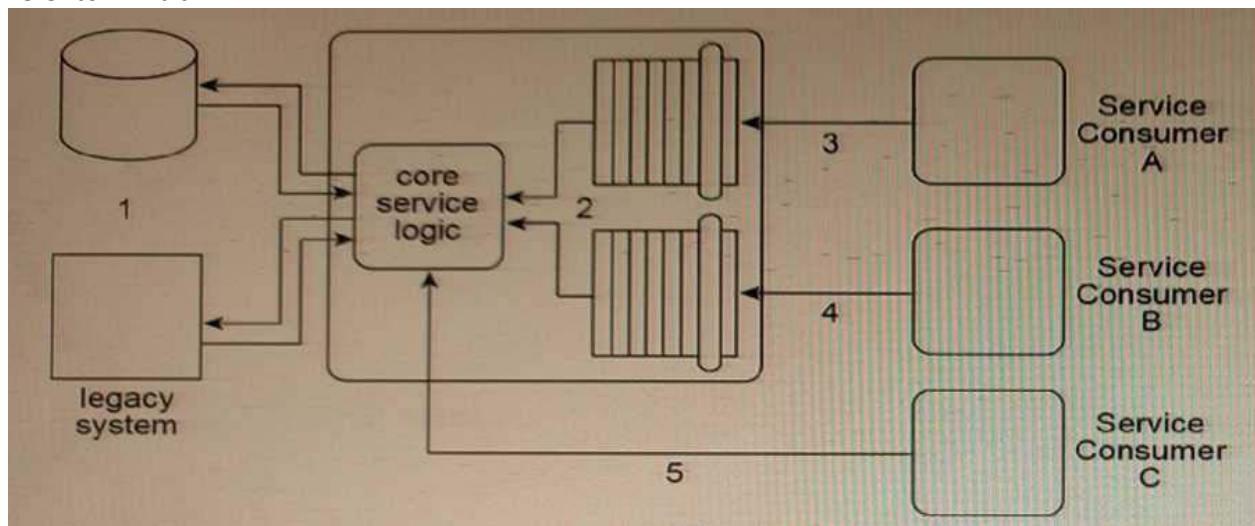 1
legacy
system
core
service
logic
2
3
4
5
Service
Consumer
A
Service
Consumer
B
Service
Consumer
C